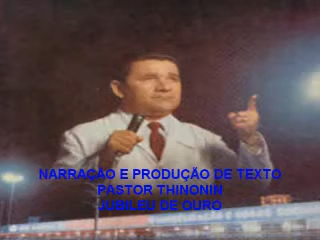 NARRAÇÃO E PRODUÇÃO DE TEXTO
PASTOR THINONIN
JUBILEU DE OURO